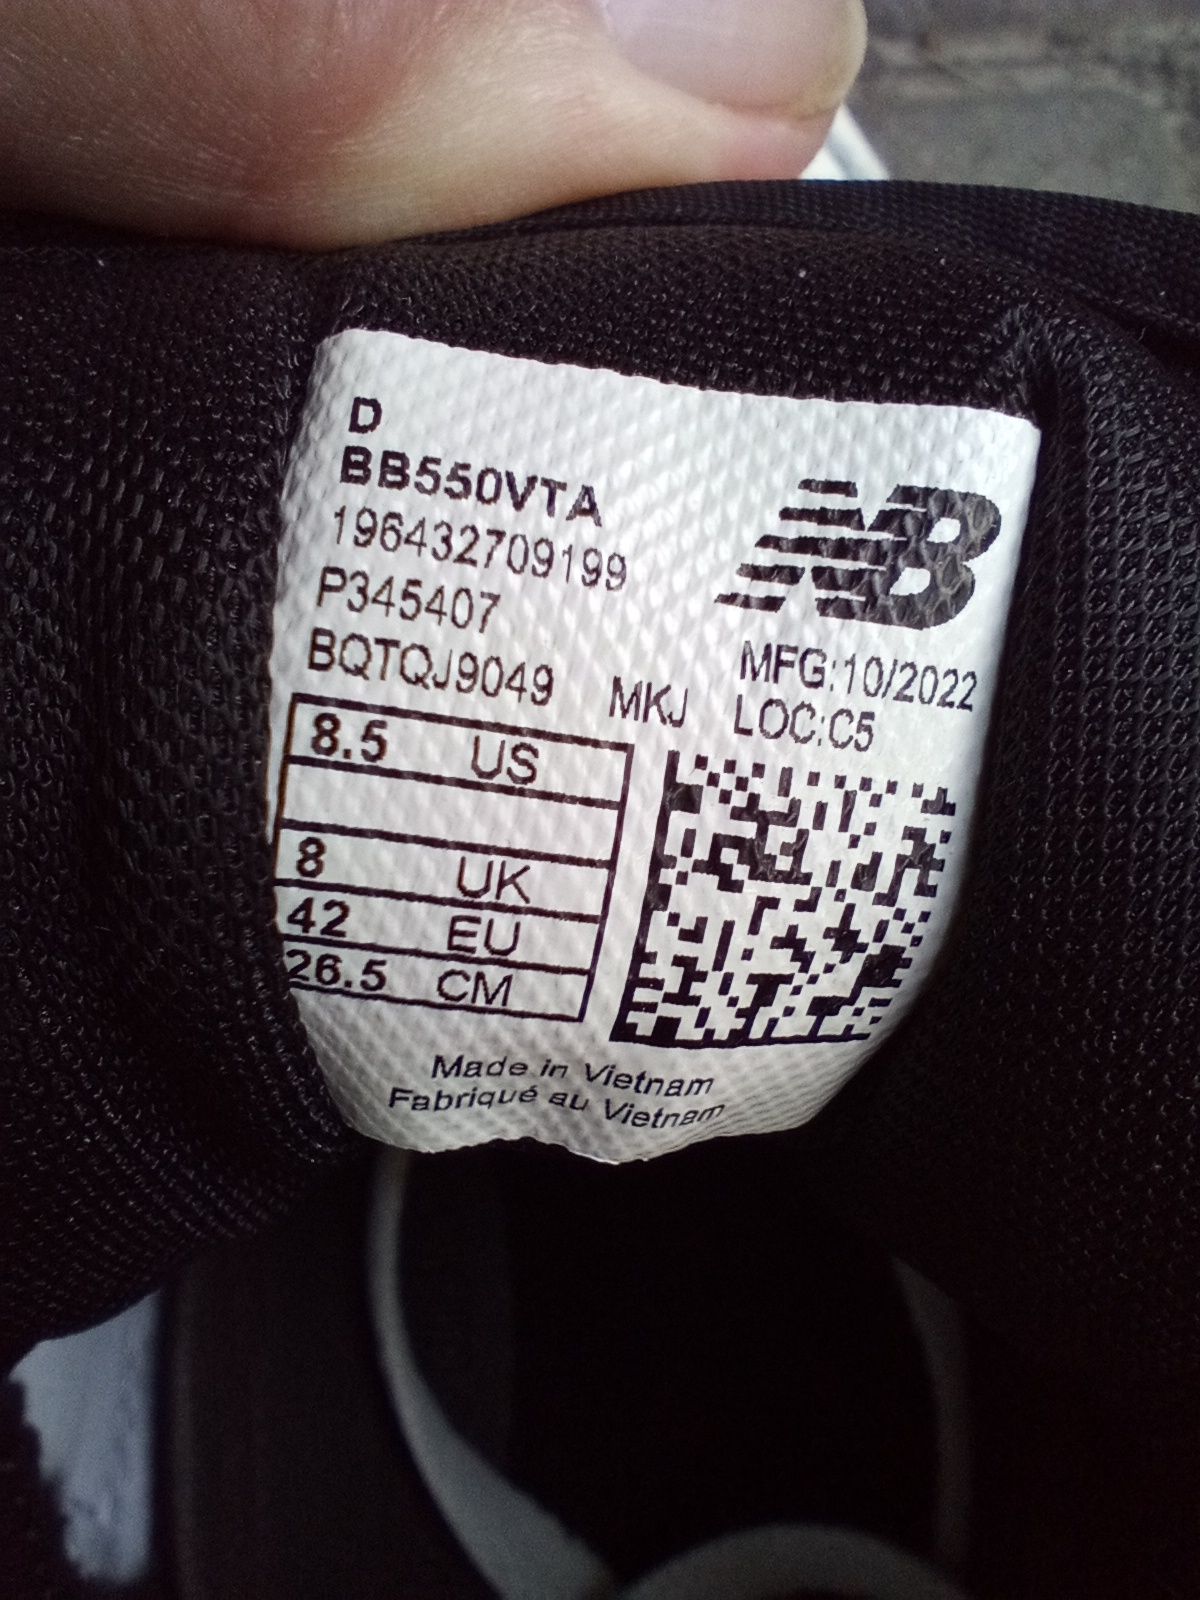 D
BB550VTA
196432709199
P345407
BQTQJ9049 MKJ
NB
MFG:10/2022
LOC:C5
8.5 US
8 UK
42 EU
26.5 CM
Made in Vietnam
Fabriqué au Vietnam